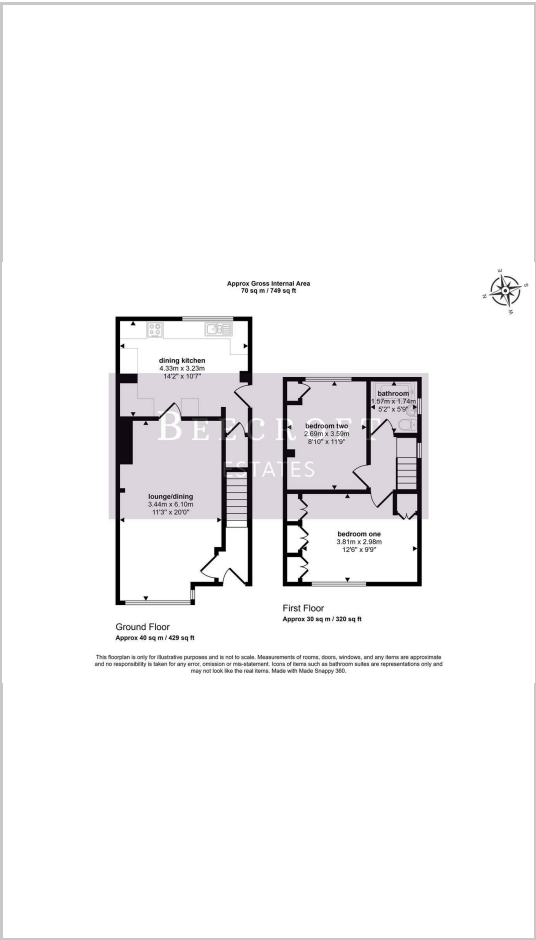 Approx Gross Internal Area
70 sq m / 749 sq ft
E
S
N
W
dining kitchen
4.33m x 3.23m
14'2" x 10'7"
bathroom
1.57m x 1.74m
5'2" x 5'9"
BEECROFT
ESTATES
bedroom two
2.69m x 3.59m
8'10" x 11'9"
lounge/dining
3.44m x 6.10m
11'3" x 20'0"
bedroom one
3.81m x 2.98m
12'6" x 9'9"
First Floor
Approx 30 sq m / 320 sq ft
Ground Floor
Approx 40 sq m / 429 sq ft
This floorplan is only for illustrative purposes and is not to scale. Measurements of rooms, doors, windows, and any items are approximate
and no responsibility is taken for any error, omission or mis-statement. Icons of items such as bathroom suites are representations only and
may not look like the real items. Made with Made Snappy 360.